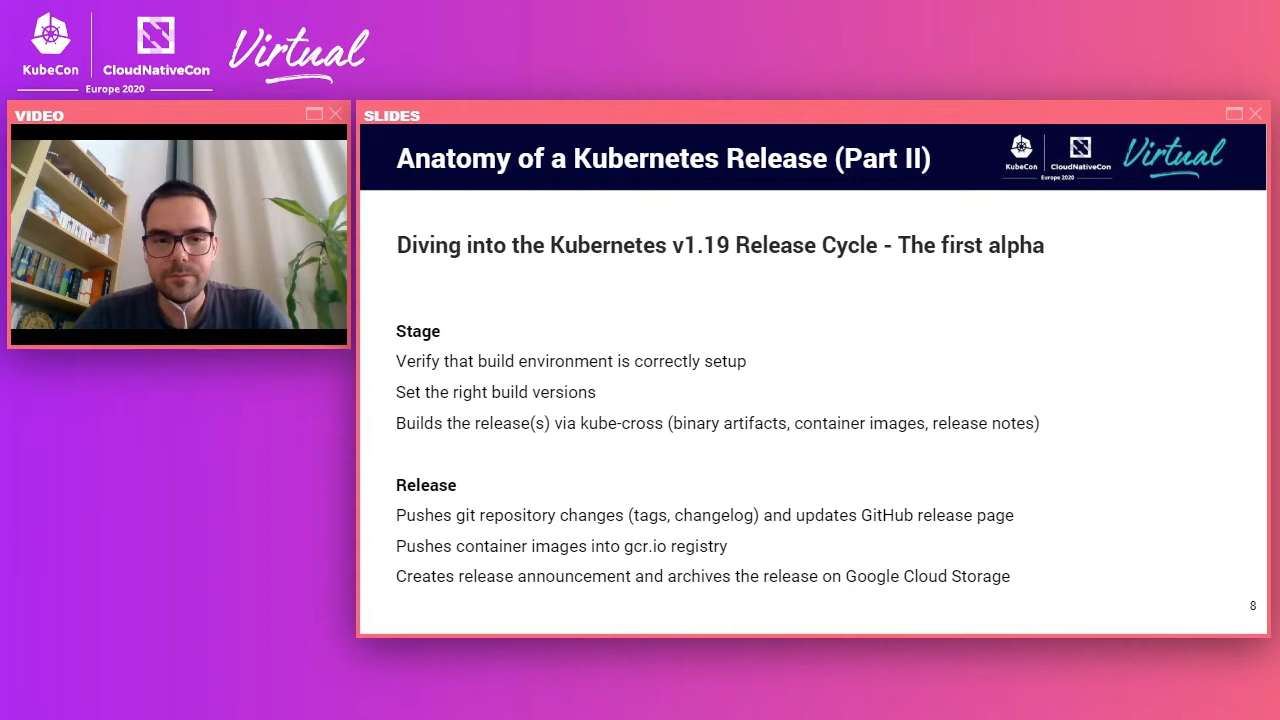 KubeCon
CloudNativeCon
Virtual
Europe 2020
VIDEO
SLIDES
Anatomy of a Kubernetes Release (Part II)
KubeCon
CloudNativeCon
Virtual
Europe 2020
Diving into the Kubernetes v1.19 Release Cycle - The first alpha
Stage
Verify that build environment is correctly setup
Set the right build versions
Builds the release(s) via kube-cross (binary artifacts, container images, release notes)
Release
Pushes git repository changes (tags, changelog) and updates GitHub release page
Pushes container images into gcr.io registry
Creates release announcement and archives the release on Google Cloud Storage
8